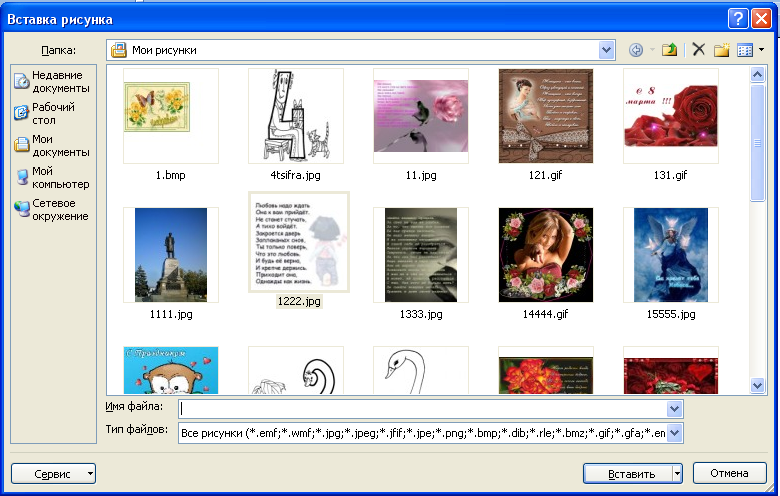 Вставка рисунка
Папка:
Мои рисунки
Недавние
документы
Рабочий
стол
Мои
документы
Мой
компьютер
Сетевое
окружение
С 8
марта !!!
1.bmp
4tsifra.jpg
11.jpg
121.gif
131.gif
Любовь надо ждать
Она к вам прийдёт.
Не станет стучать,
А тихо войдёт.
Закроется дверь
Заплаканых снов,
Ты только поверь,
Что это любовь.
И будь ей верна,
И крепче держись.
Приходит она,
Однажды как жизнь.
1111.jpg
1222.jpg
1333.jpg
14444.gif
15555.jpg
С Праздником
Имя файла:
Тип файлов:
Все рисунки (*.emf;*.wmf;*.jpg;*.jpeg;*.jfif;*.jpe;*.png;*.bmp;*.dib;*.rle;*.bmz;*.gif;*.gfa;*.em
Сервис
Вставить
Отмена